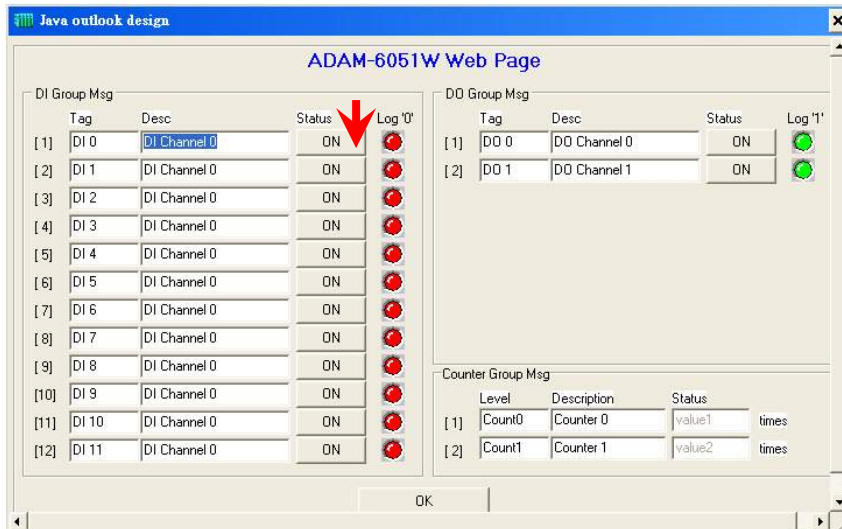 Java outlook design
ADAM-6051W Web Page
DI Group Msg
Tag Desc Status Log '0'
[1] DI 0 DI Channel 0 ON
[2] DI 1 DI Channel 0 ON
[3] DI 2 DI Channel 0 ON
[4] DI 3 DI Channel 0 ON
[5] DI 4 DI Channel 0 ON
[6] DI 5 DI Channel 0 ON
[7] DI 6 DI Channel 0 ON
[8] DI 7 DI Channel 0 ON
[9] DI 8 DI Channel 0 ON
[10] DI 9 DI Channel 0 ON
[11] DI 10 DI Channel 0 ON
[12] DI 11 DI Channel 0 ON
DO Group Msg
Tag Desc Status Log '1'
[1] DO 0 DO Channel 0 ON
[2] DO 1 DO Channel 1 ON
Counter Group Msg
Level Description Status
[1] Count0 Counter 0 value1 times
[2] Count1 Counter 1 value2 times
OK